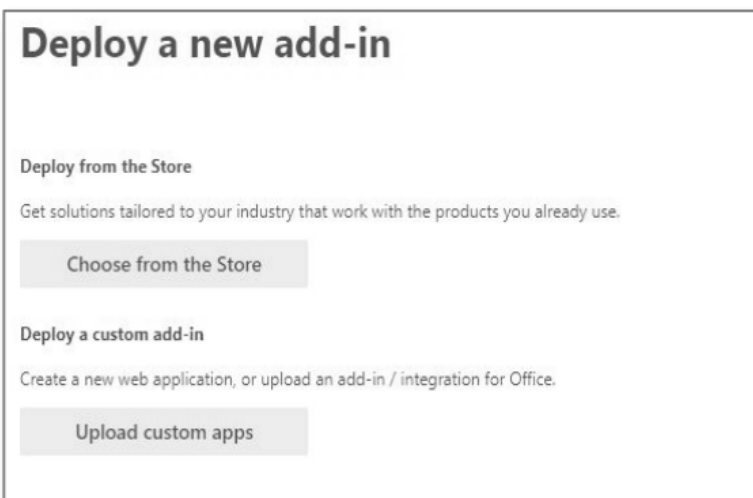 Deploy a new add-in
Deploy from the Store
Get solutions tailored to your industry that work with the products you already use.
Choose from the Store
Deploy a custom add-in
Create a new web application, or upload an add-in / integration for Office.
Upload custom apps